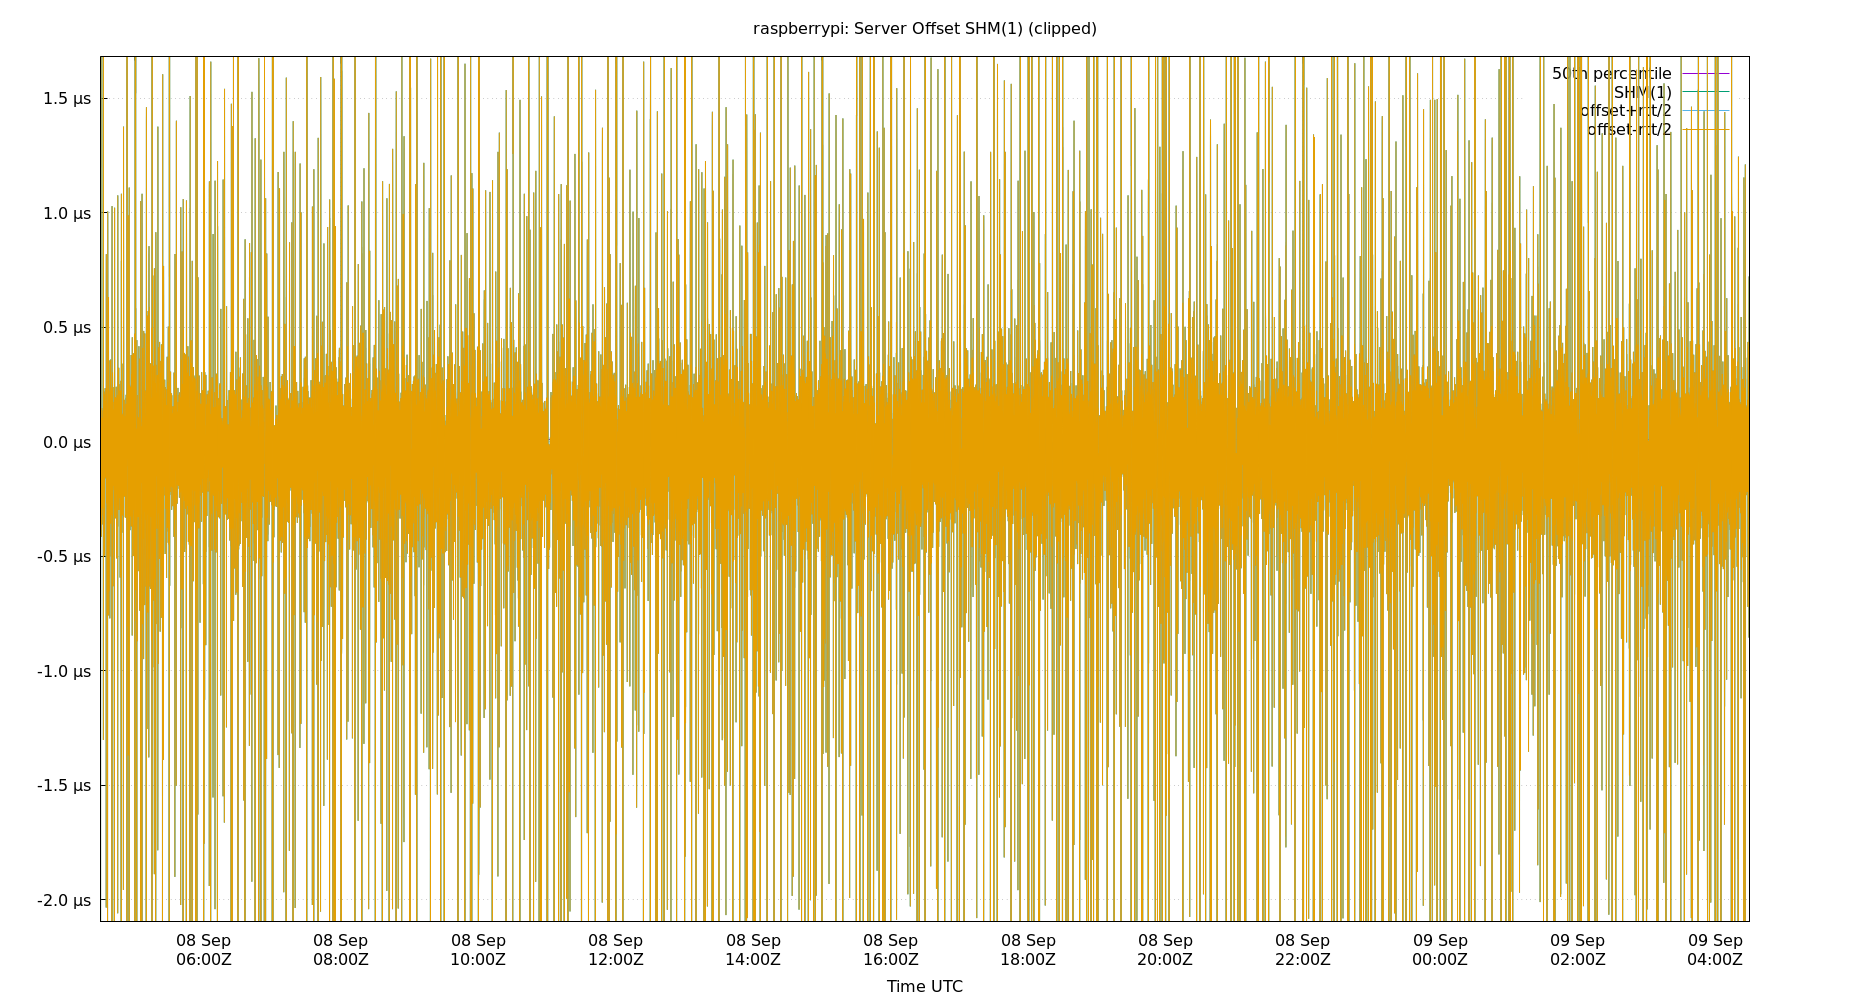 raspberrypi: Server Offset SHM(1) (clipped)
50th percentile
SHM(1)
offset+rtt/2
offset-rtt/2
1.5 µs
1.0 µs
0.5 µs
0.0 µs
-0.5 µs
-1.0 µs
-1.5 µs
-2.0 µs
08 Sep 08 Sep 08 Sep 08 Sep 08 Sep 08 Sep 08 Sep 08 Sep 08 Sep 09 Sep 09 Sep 09 Sep
06:00Z 08:00Z 10:00Z 12:00Z 14:00Z 16:00Z 18:00Z 20:00Z 22:00Z 00:00Z 02:00Z 04:00Z
Time UTC